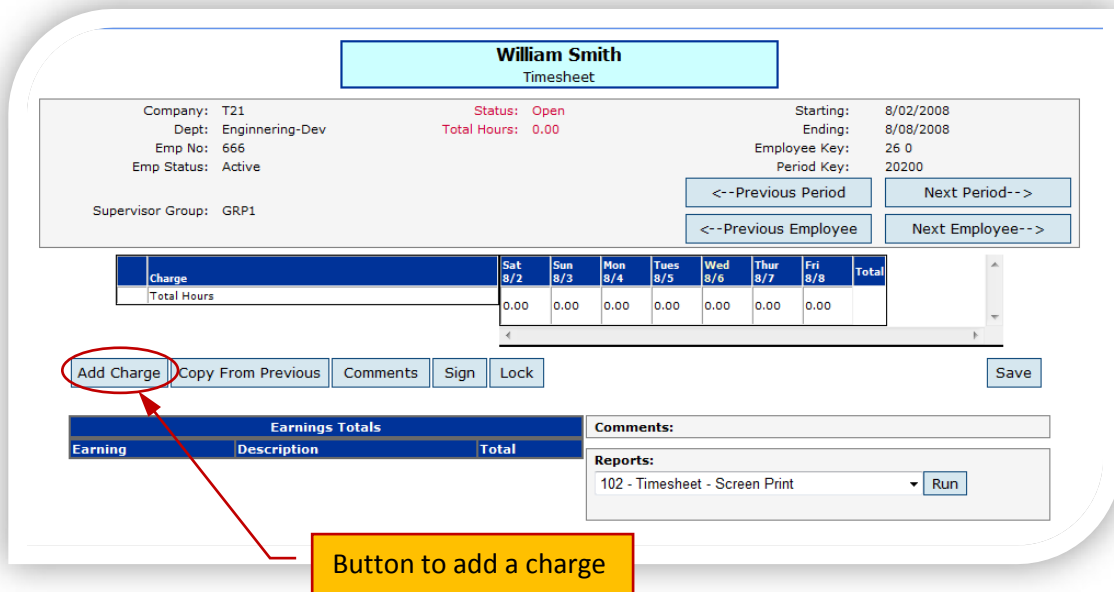 William Smith
Timesheet
Company: T21 Status: Open Starting: 8/02/2008
Dept: Enginnering-Dev Total Hours: 0.00 Ending: 8/08/2008
Emp No: 666 Employee Key: 26 0
Emp Status: Active Period Key: 20200
<--Previous Period Next Period-->
Supervisor Group: GRP1
<--Previous Employee Next Employee-->
Charge Sat 8/2 Sun 8/3 Mon 8/4 Tues 8/5 Wed 8/6 Thur 8/7 Fri 8/8 Total
Total Hours 0.00 0.00 0.00 0.00 0.00 0.00 0.00
Add Charge Copy From Previous Comments Sign Lock Save
Earnings Totals
Earning Description Total
Comments:
Reports:
102 - Timesheet - Screen Print Run
Button to add a charge